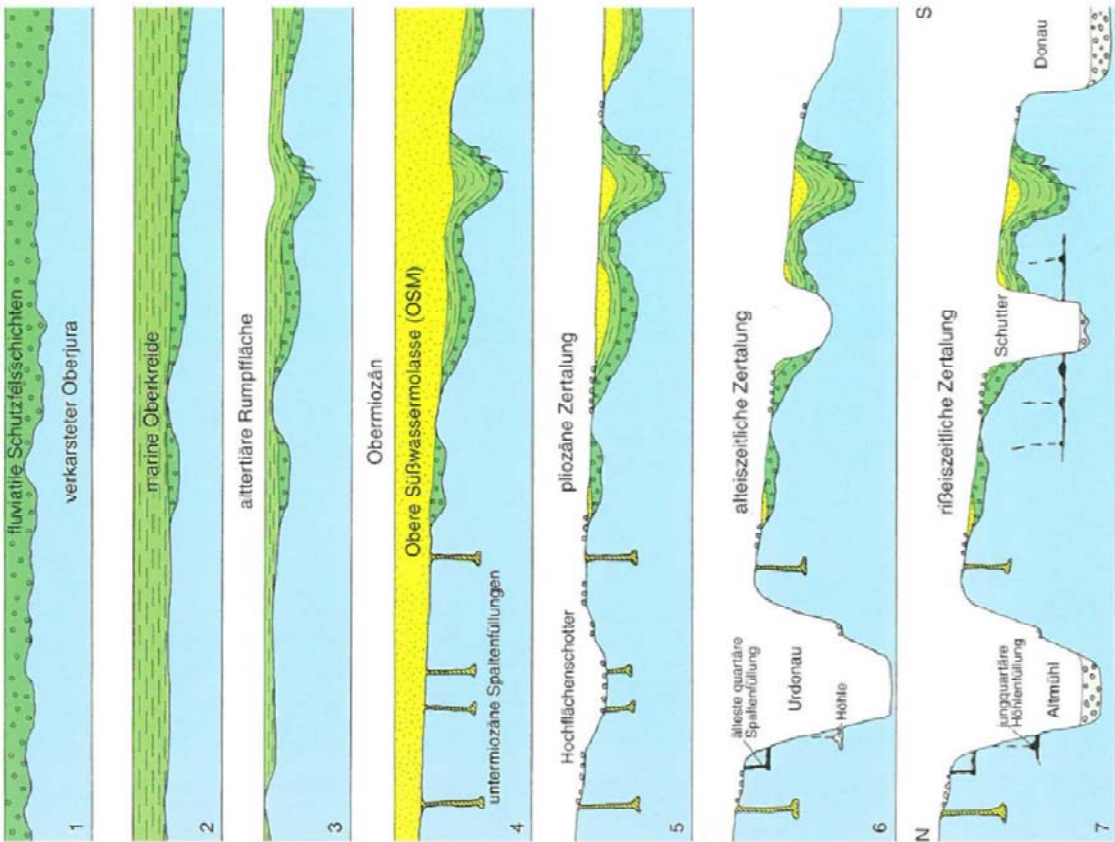 fluviatile Schutzfelsschichten
verkarsteter Oberjura
1
marine Oberkreide
2
alttertiäre Rumpffläche
3
Obermiozän
Obere Süßwassermolasse (OSM)
untermiozäne Spaltenfüllungen
4
pliozäne Zertalung
Hochflächenschotter
5
alteiszeitliche Zertalung
älteste quartäre
Spaltenfüllung
Urdonau
Höhle
6
rißeiszeitliche Zertalung
N
S
jungquartäre
Höhlenfüllung
Altmühl
Schutter
Donau
7